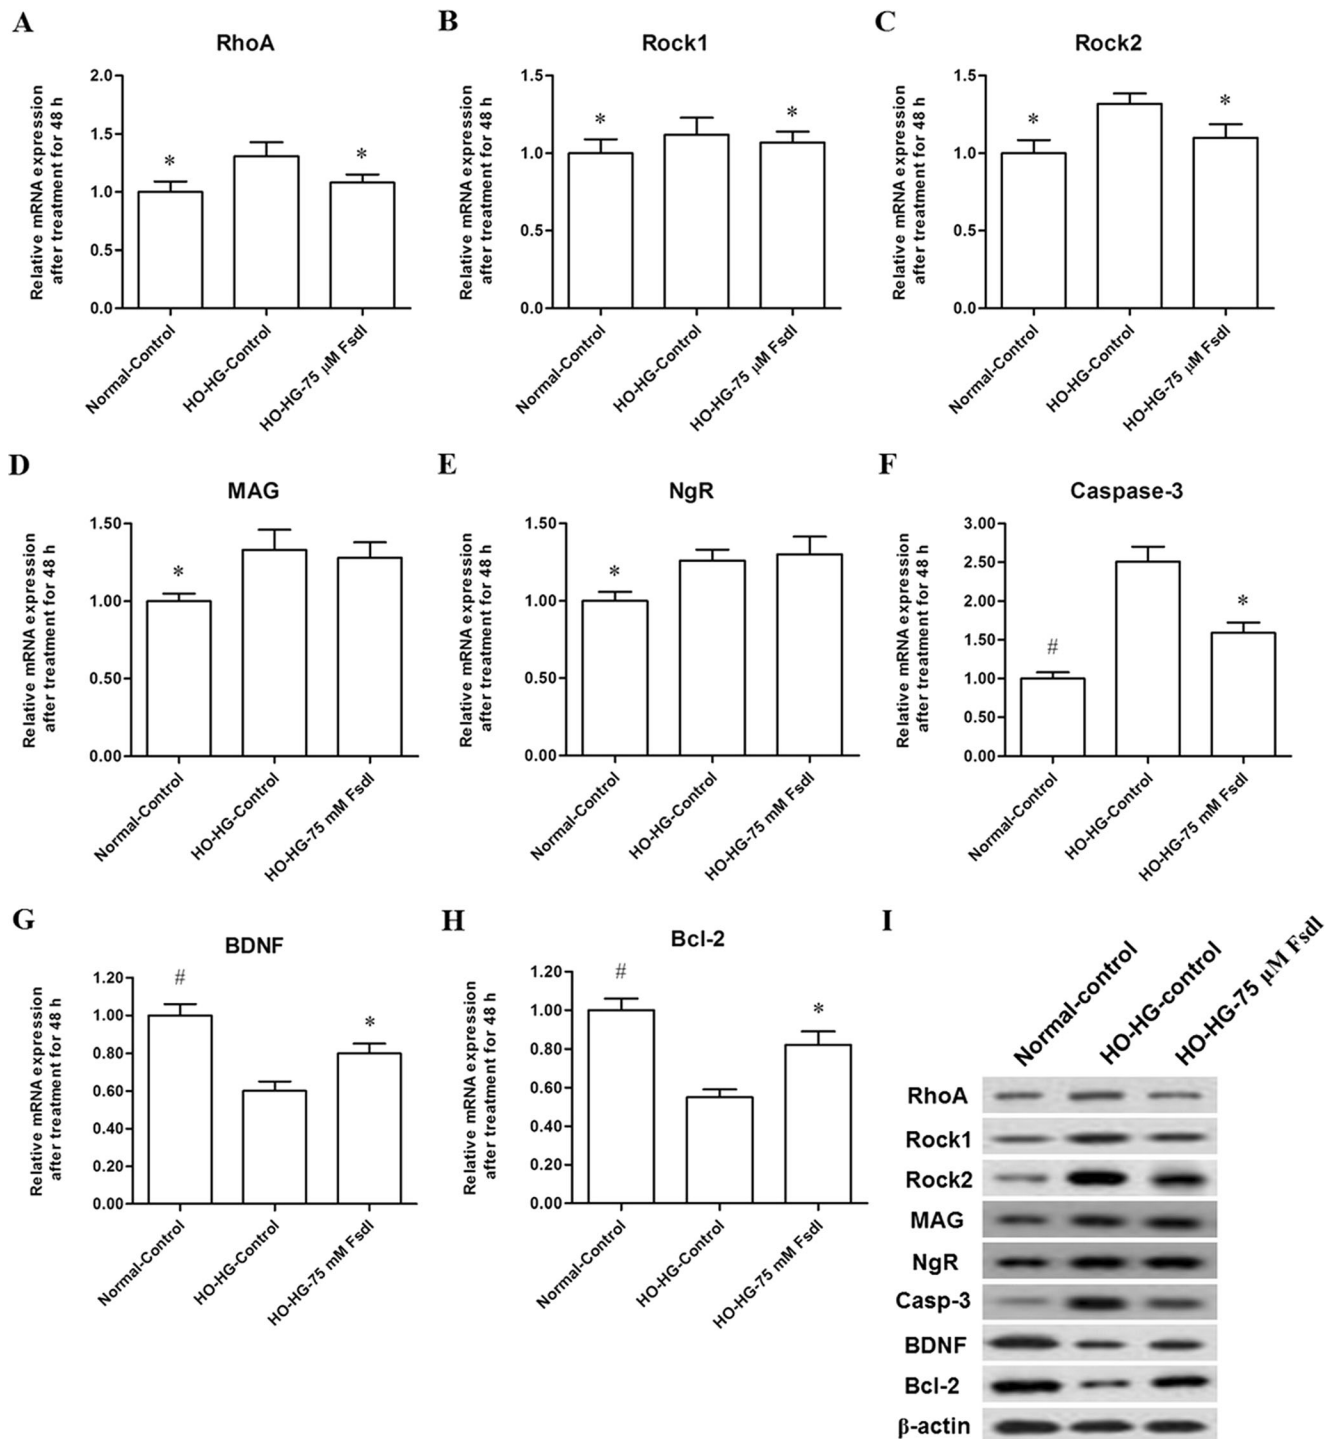 A
RhoA
Relative mRNA expression
after treatment for 48 h
2.0
1.5
1.0
0.5
0.0
*
*
Normal-Control
HO-HG-Control
HO-HG-75 μM Fsdl
B
Rock1
Relative mRNA expression
after treatment for 48 h
1.5
1.0
0.5
0.0
*
*
Normal-Control
HO-HG-Control
HO-HG-75 μM Fsdl
C
Rock2
Relative mRNA expression
after treatment for 48 h
1.5
1.0
0.5
0.0
*
*
Normal-Control
HO-HG-Control
HO-HG-75 μM Fsdl
D
MAG
Relative mRNA expression
after treatment for 48 h
1.50
1.00
0.50
0.00
*
Normal-Control
HO-HG-Control
HO-HG-75 mM Fsdl
E
NgR
Relative mRNA expression
after treatment for 48 h
1.50
1.00
0.50
0.00
*
Normal-Control
HO-HG-Control
HO-HG-75 mM Fsdl
F
Caspase-3
Relative mRNA expression
after treatment for 48 h
3.00
2.50
2.00
1.50
1.00
0.50
0.00
#
*
Normal-Control
HO-HG-Control
HO-HG-75 mM Fsdl
G
BDNF
Relative mRNA expression
after treatment for 48 h
1.20
1.00
0.80
0.60
0.40
0.20
0.00
#
*
Normal-Control
HO-HG-Control
HO-HG-75 mM Fsdl
H
Bcl-2
Relative mRNA expression
after treatment for 48 h
1.20
1.00
0.80
0.60
0.40
0.20
0.00
#
*
Normal-Control
HO-HG-Control
HO-HG-75 mM Fsdl
I
Normal-control
HO-HG-control
HO-HG-75 μM Fsdl
RhoA
Rock1
Rock2
MAG
NgR
Casp-3
BDNF
Bcl-2
β-actin